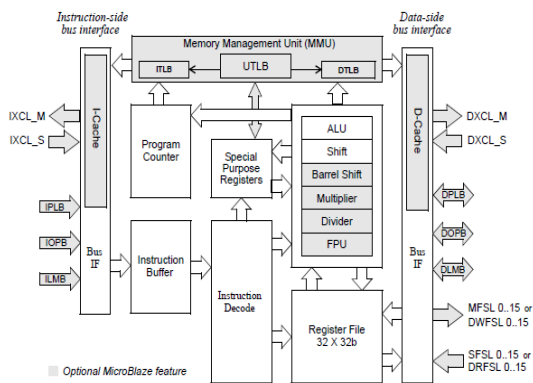 Instruction-side
bus interface
Data-side
bus interface
Memory Management Unit (MMU)
ITLB
UTLB
DTLB
IXCL_M
IXCL_S
I-Cache
D-Cache
DXCL_M
DXCL_S
Program
Counter
Special
Purpose
Registers
ALU
Shift
Barrel Shift
Multiplier
Divider
FPU
IPLB
IOPB
ILMB
Bus
IF
Instruction
Buffer
Instruction
Decode
Register File
32 X 32b
Bus
IF
DPLB
DOPB
DLMB
MFSL 0..15 or
DWFSL 0..15
SFSL 0..15 or
DRFSL 0..15
Optional MicroBlaze feature